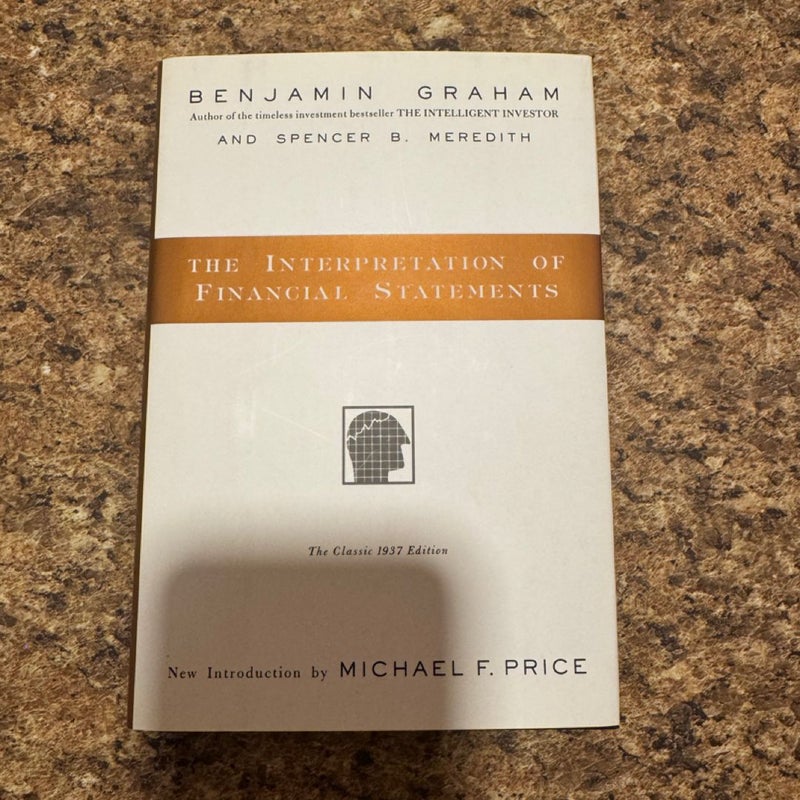 BENJAMIN GRAHAM
Author of the timeless investment bestseller THE INTELLIGENT INVESTOR
AND SPENCER B. MEREDITH
THE INTERPRETATION OF
FINANCIAL STATEMENTS
The Classic 1937 Edition
New Introduction by MICHAEL F. PRICE